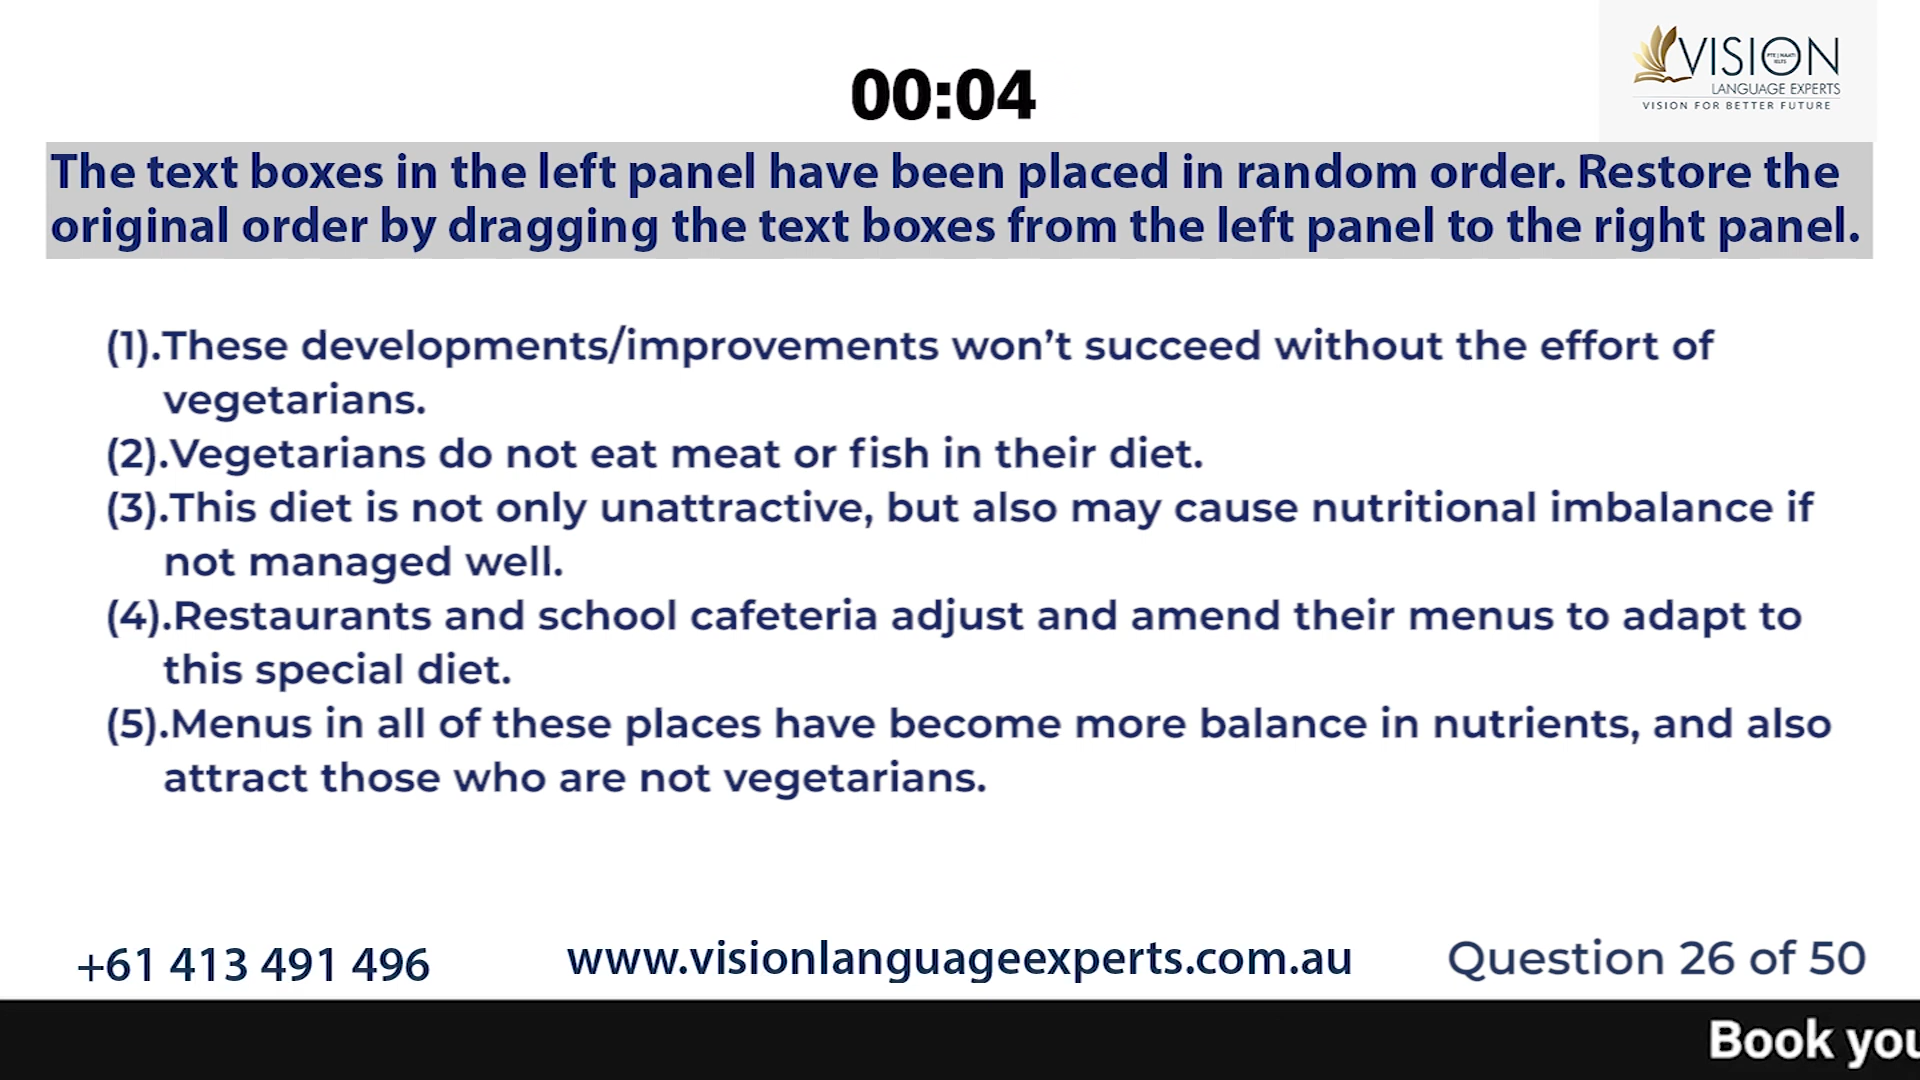 VISION
PTE | NAATI
IELTS
LANGUAGE EXPERTS
VISION FOR BETTER FUTURE
00:04
The text boxes in the left panel have been placed in random order. Restore the
original order by dragging the text boxes from the left panel to the right panel.
(1).These developments/improvements won’t succeed without the effort of
vegetarians.
(2).Vegetarians do not eat meat or fish in their diet.
(3).This diet is not only unattractive, but also may cause nutritional imbalance if
not managed well.
(4).Restaurants and school cafeteria adjust and amend their menus to adapt to
this special diet.
(5).Menus in all of these places have become more balance in nutrients, and also
attract those who are not vegetarians.
+61 413 491 496
www.visionlanguageexperts.com.au
Question 26 of 50
Book you